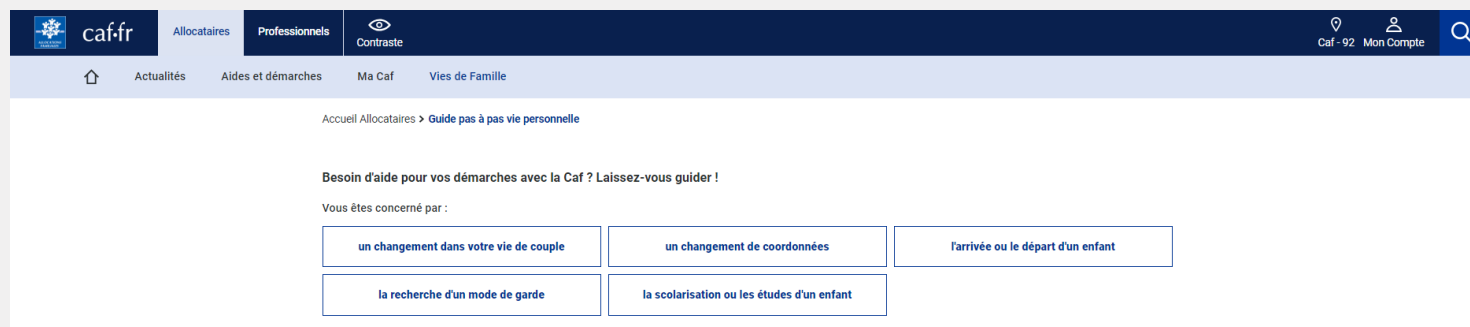 caf.fr
Allocataires
Professionnels
Contraste
Caf - 92
Mon Compte
Actualités
Aides et démarches
Ma Caf
Vies de Famille
Accueil Allocataires > Guide pas à pas vie personnelle
Besoin d'aide pour vos démarches avec la Caf ? Laissez-vous guider !
Vous êtes concerné par :
un changement dans votre vie de couple
un changement de coordonnées
l'arrivée ou le départ d'un enfant
la recherche d'un mode de garde
la scolarisation ou les études d'un enfant